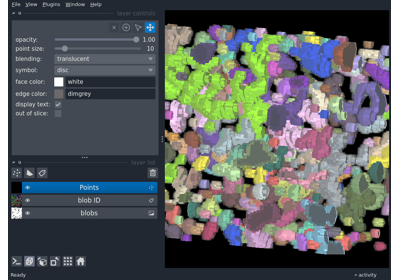 File View Plugins Window Help
layer controls
opacity: 1.00
point size: 10
blending: translucent
symbol: disc
face color: white
edge color: dimgrey
display text:
out of slice:
layer list
Points
blob ID
blobs
Ready
activity